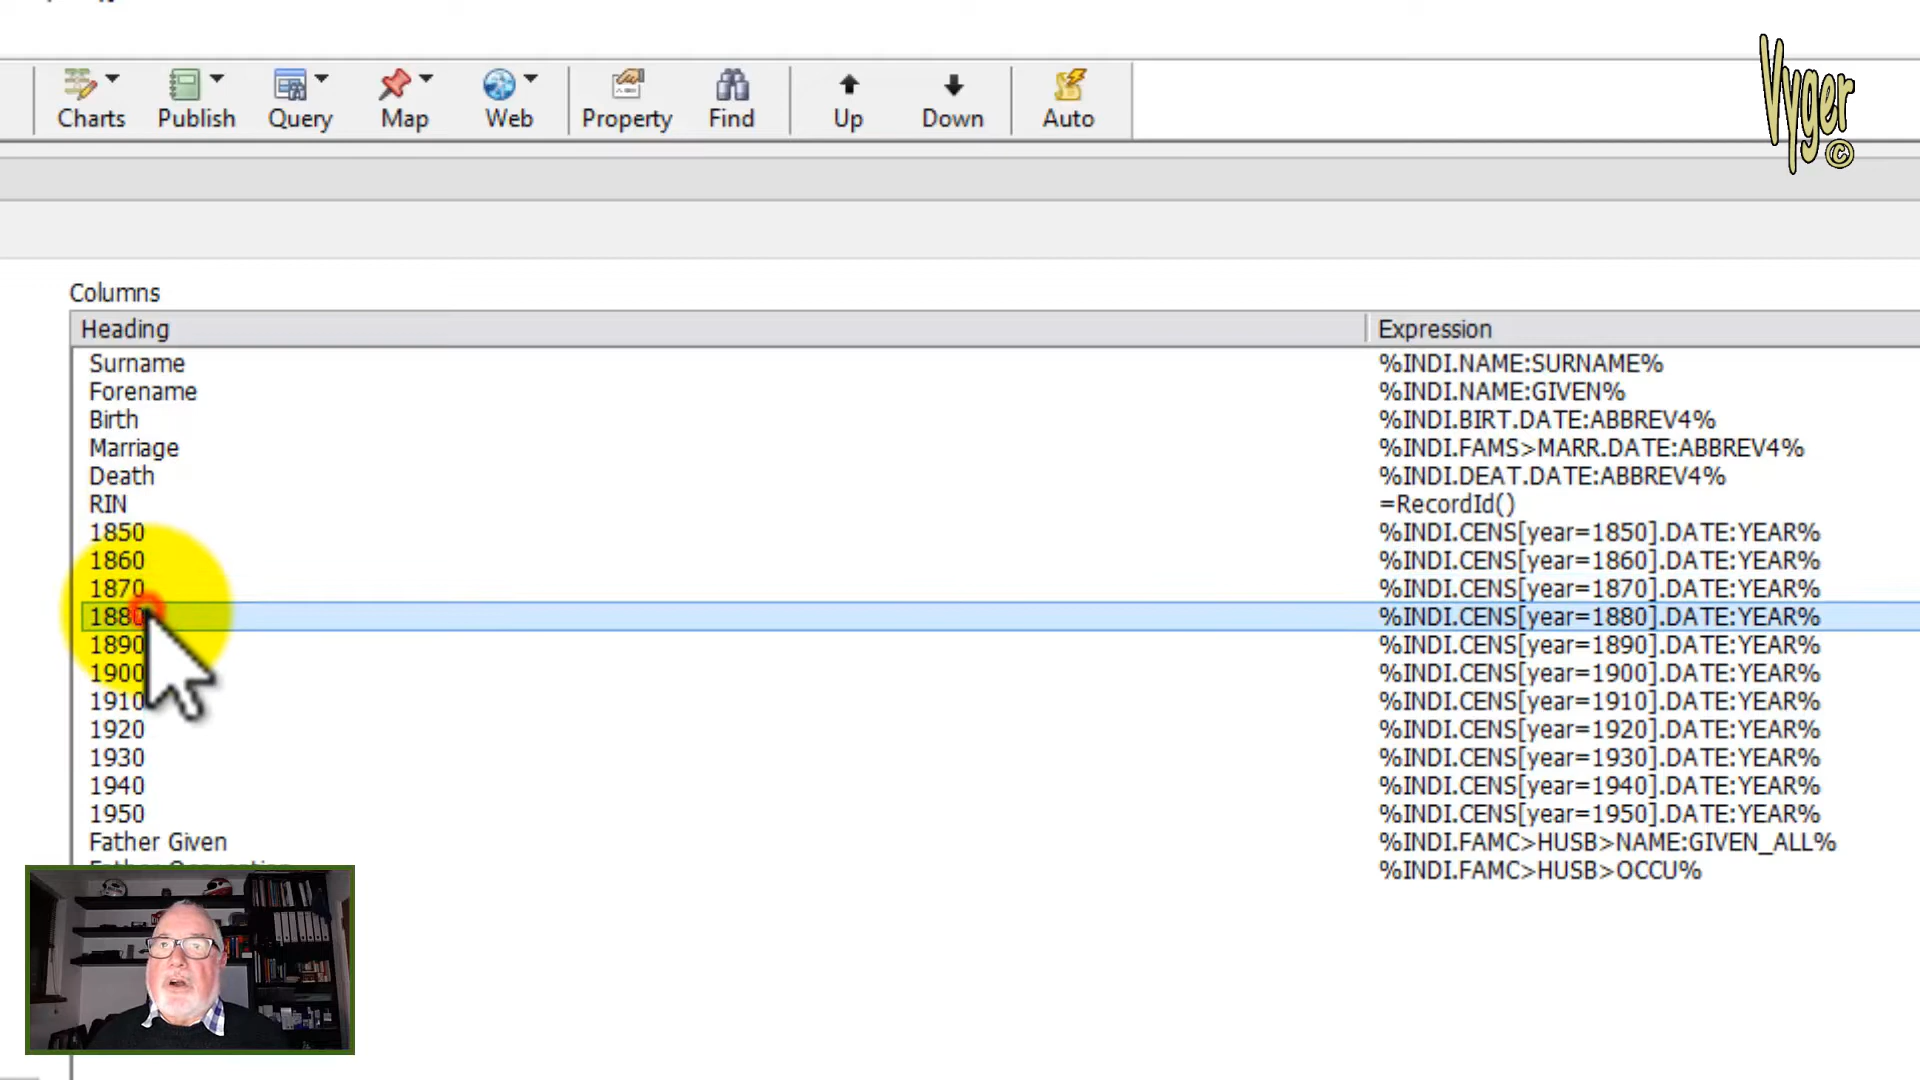 Charts Publish Query Map Web Property Find Up Down Auto
Vyger ©
Columns
Heading Expression
Surname %INDI.NAME:SURNAME%
Forename %INDI.NAME:GIVEN%
Birth %INDI.BIRT.DATE:ABBREV4%
Marriage %INDI.FAMS>MARR.DATE:ABBREV4%
Death %INDI.DEAT.DATE:ABBREV4%
RIN =RecordId()
1850 %INDI.CENS[year=1850].DATE:YEAR%
1860 %INDI.CENS[year=1860].DATE:YEAR%
1870 %INDI.CENS[year=1870].DATE:YEAR%
1880 %INDI.CENS[year=1880].DATE:YEAR%
1890 %INDI.CENS[year=1890].DATE:YEAR%
1900 %INDI.CENS[year=1900].DATE:YEAR%
1910 %INDI.CENS[year=1910].DATE:YEAR%
1920 %INDI.CENS[year=1920].DATE:YEAR%
1930 %INDI.CENS[year=1930].DATE:YEAR%
1940 %INDI.CENS[year=1940].DATE:YEAR%
1950 %INDI.CENS[year=1950].DATE:YEAR%
Father Given %INDI.FAMC>HUSB>NAME:GIVEN_ALL%
%INDI.FAMC>HUSB>OCCU%